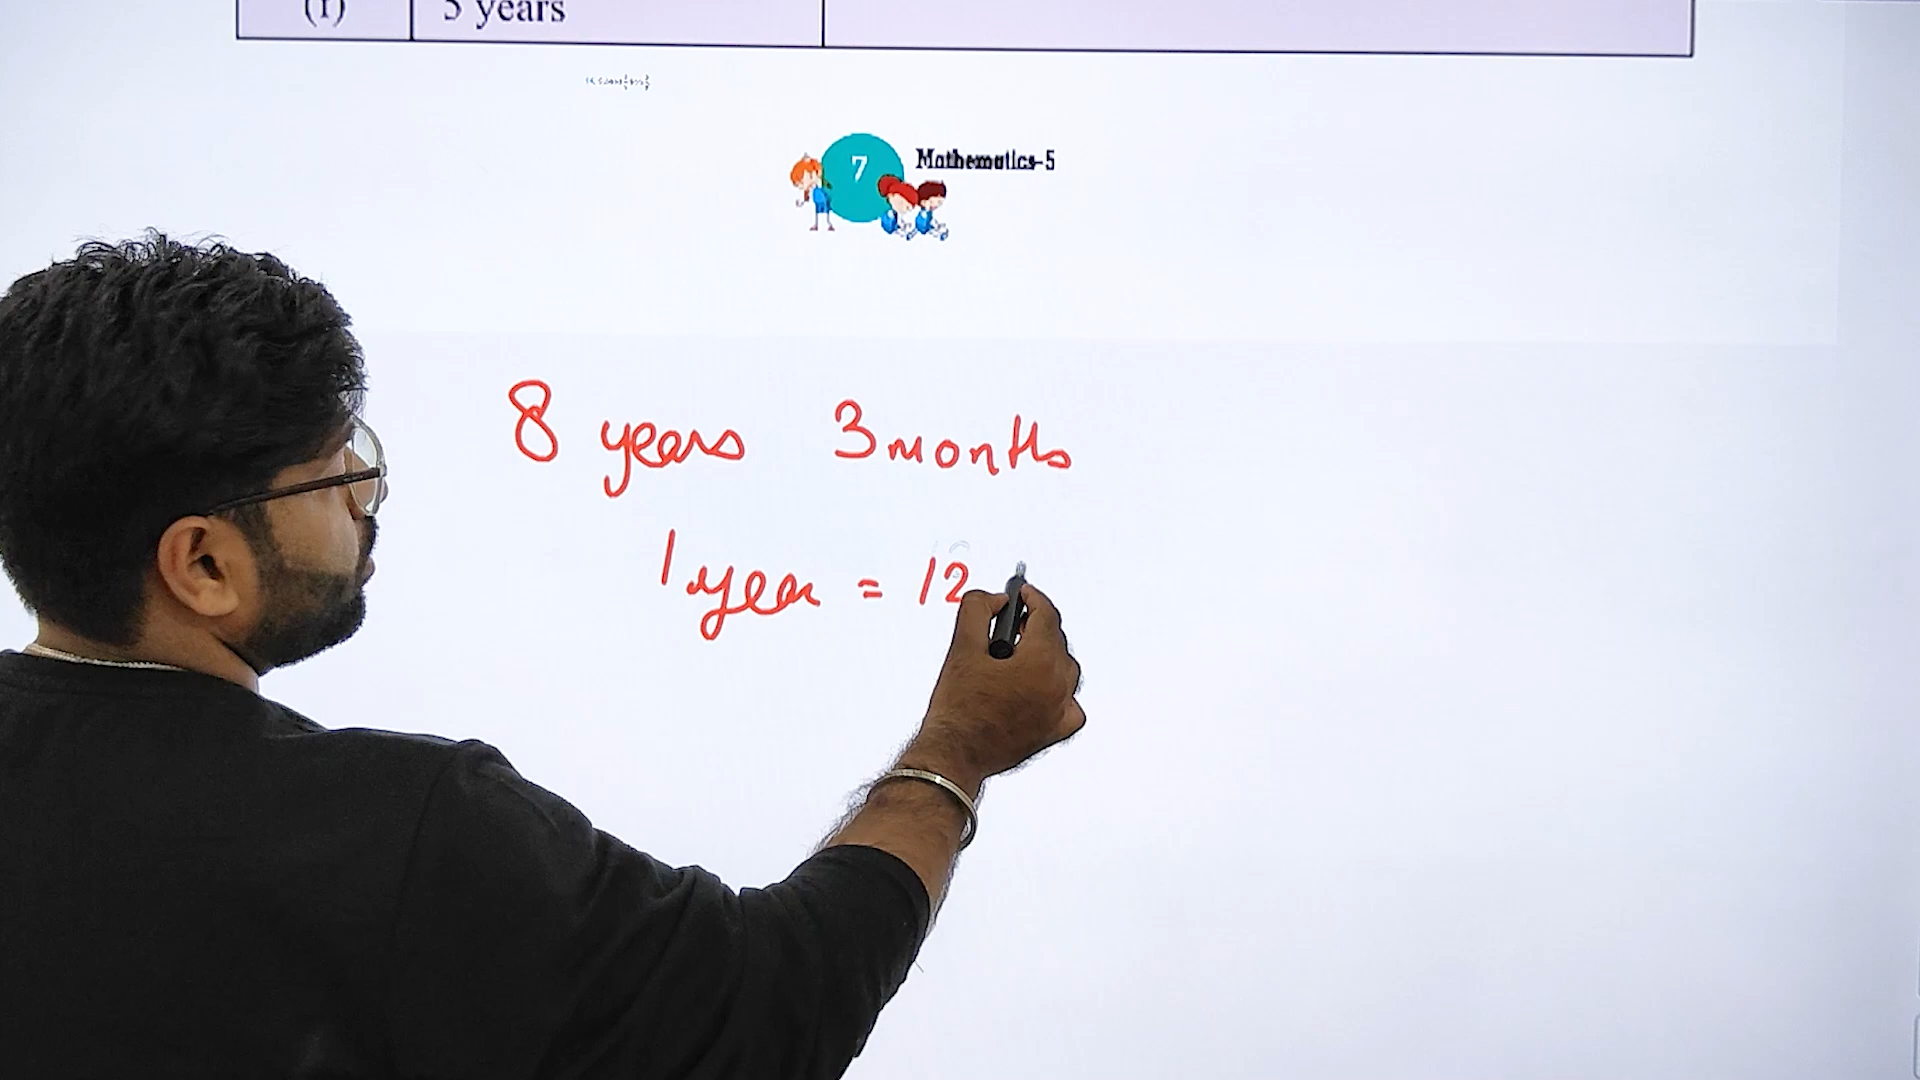 (f) 5 years
7 Mathematics-5
8 years 3 months
1 year = 12